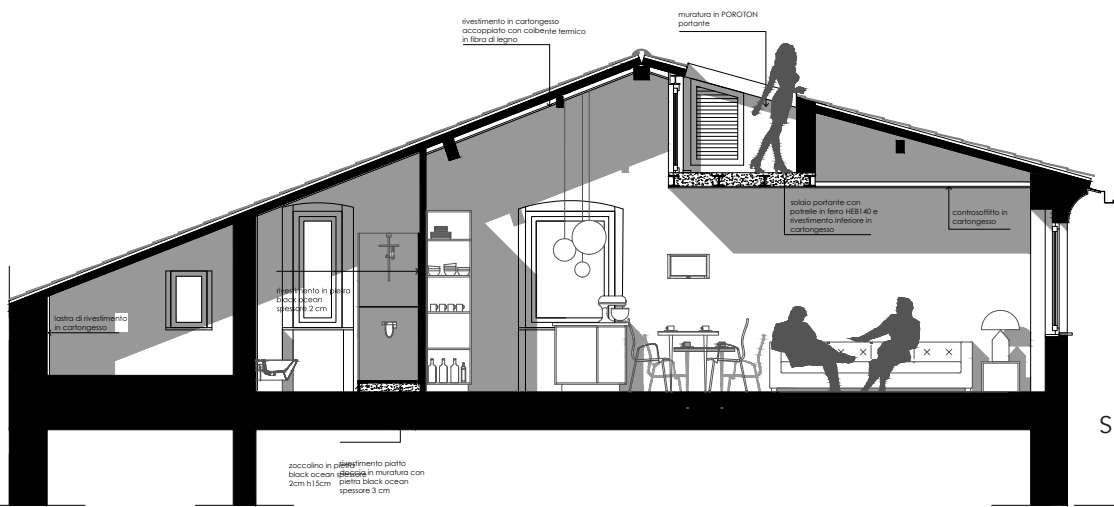 rivestimento in cartongesso
accoppiato con coibente termico
in fibra di legno
muratura in POROTON
portante
solaio portante con
potrelle in ferro HEB140 e
rivestimento inferiore in
cartongesso
controsoffitto in
cartongesso
rivestimento in pietra
black ocean
spessore 2 cm
lastra di rivestimento
in cartongesso
S
zoccolino in pietra
black ocean spessore
2cm h15cm
rivestimento piatto
doccia in muratura con
pietra black ocean
spessore 3 cm